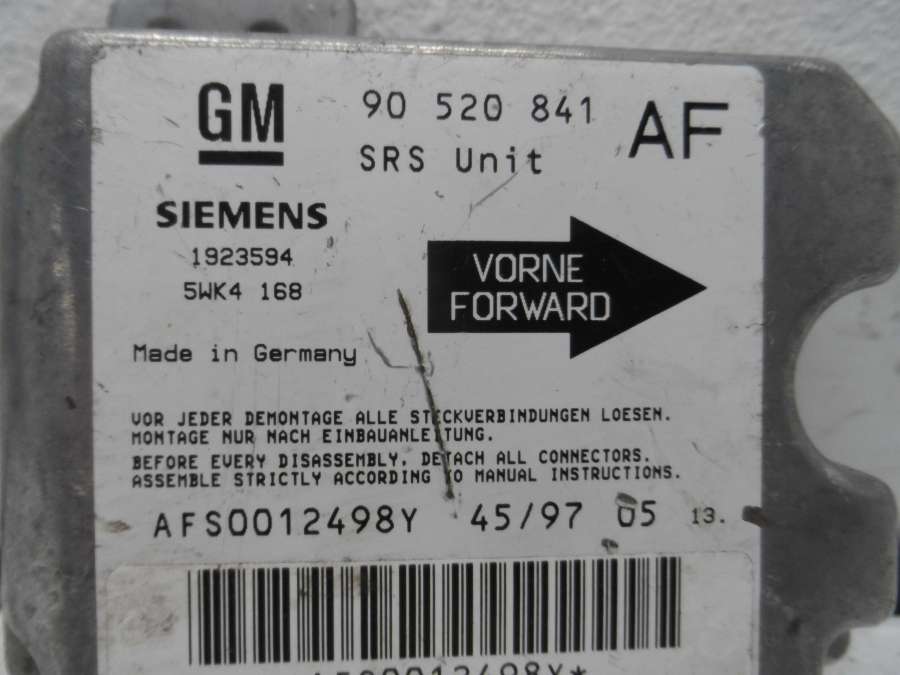 GM
90 520 841
AF
SRS Unit
SIEMENS
1923594
5WK4 168
VORNE
FORWARD
Made in Germany
VOR JEDER DEMONTAGE ALLE STECKVERBINDUNGEN LOESEN.
MONTAGE NUR NACH EINBAUANLEITUNG.
BEFORE EVERY DISASSEMBLY, DETACH ALL CONNECTORS.
ASSEMBLE STRICTLY ACCORDING TO MANUAL INSTRUCTIONS.
AFS0012498Y 45/97 05 13.
AFS0012498Y*